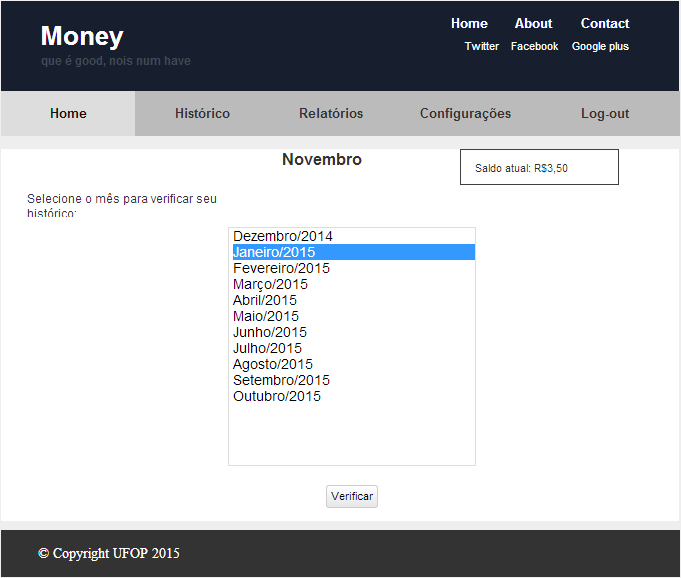 Money
que é good, nois num have
Home About Contact
Twitter Facebook Google plus
Home Histórico Relatórios Configurações Log-out
Novembro
Saldo atual: R$3,50
Selecione o mês para verificar seu
histórico:
Dezembro/2014
Janeiro/2015
Fevereiro/2015
Março/2015
Abril/2015
Maio/2015
Junho/2015
Julho/2015
Agosto/2015
Setembro/2015
Outubro/2015
Verificar
© Copyright UFOP 2015